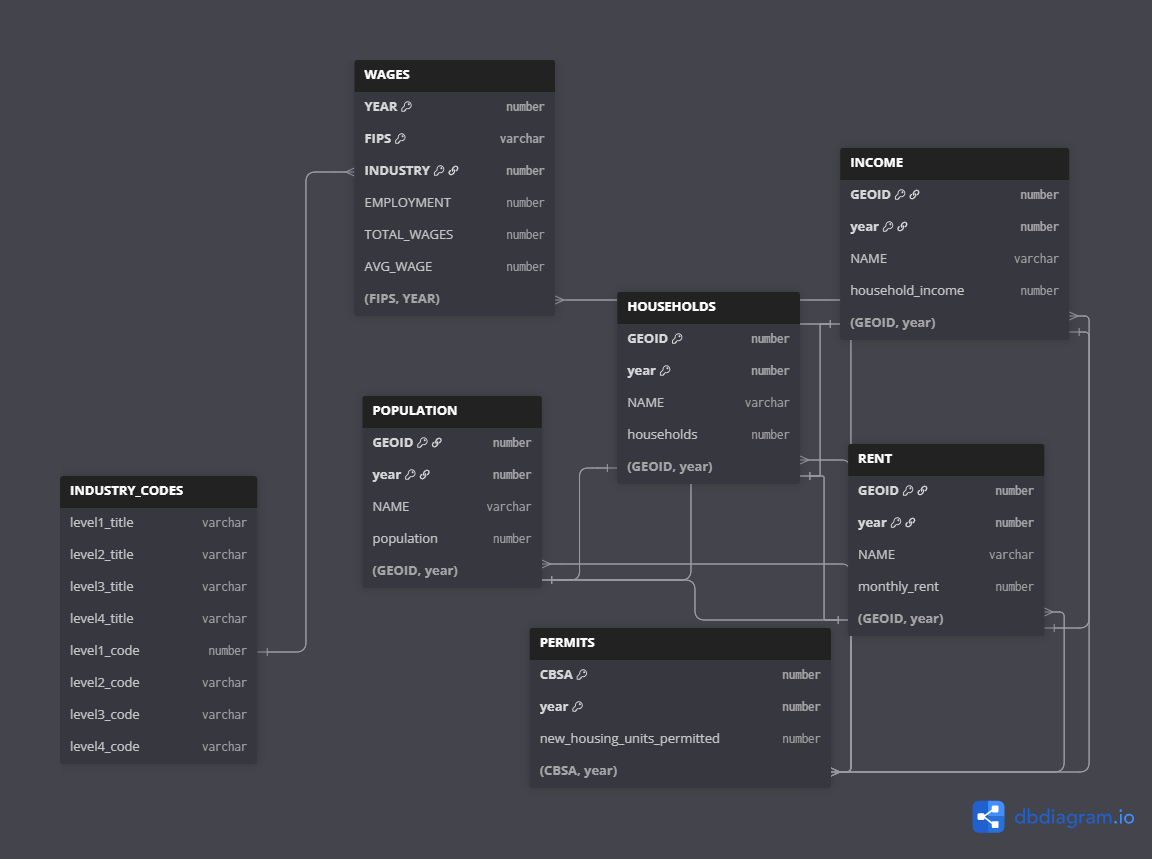 WAGES
YEAR number
FIPS varchar
INDUSTRY number
EMPLOYMENT number
TOTAL_WAGES number
AVG_WAGE number
(FIPS, YEAR)
INCOME
GEOID number
year number
NAME varchar
household_income number
(GEOID, year)
HOUSEHOLDS
GEOID number
year number
NAME varchar
households number
(GEOID, year)
POPULATION
GEOID number
year number
NAME varchar
population number
(GEOID, year)
RENT
GEOID number
year number
NAME varchar
monthly_rent number
(GEOID, year)
INDUSTRY_CODES
level1_title varchar
level2_title varchar
level3_title varchar
level4_title varchar
level1_code number
level2_code varchar
level3_code varchar
level4_code varchar
PERMITS
CBSA number
year number
new_housing_units_permitted number
(CBSA, year)
dbdiagram.io